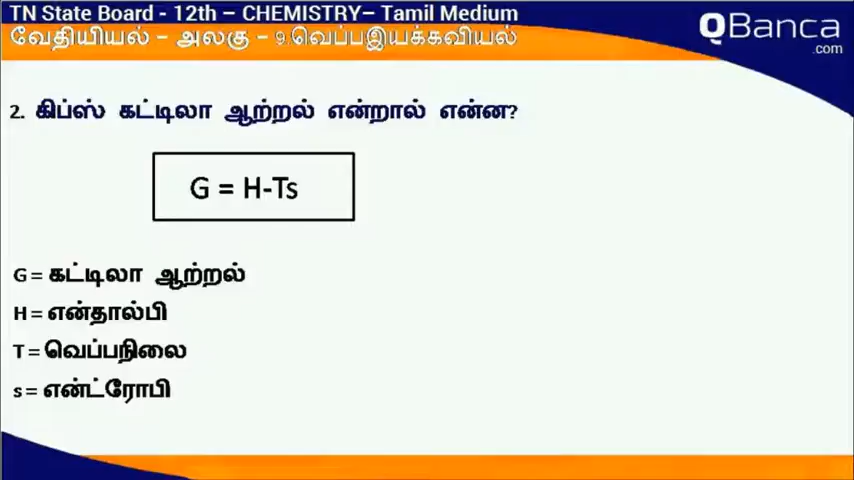 TN State Board - 12th – CHEMISTRY– Tamil Medium
வேதியியல் – அலகு – 9.வெப்பஇயக்கவியல்
QBanca
.com
2. கிப்ஸ் கட்டிலா ஆற்றல் என்றால் என்ன?
G = H-Ts
G = கட்டிலா ஆற்றல்
H = என்தால்பி
T = வெப்பநிலை
s = என்ட்ரோபி